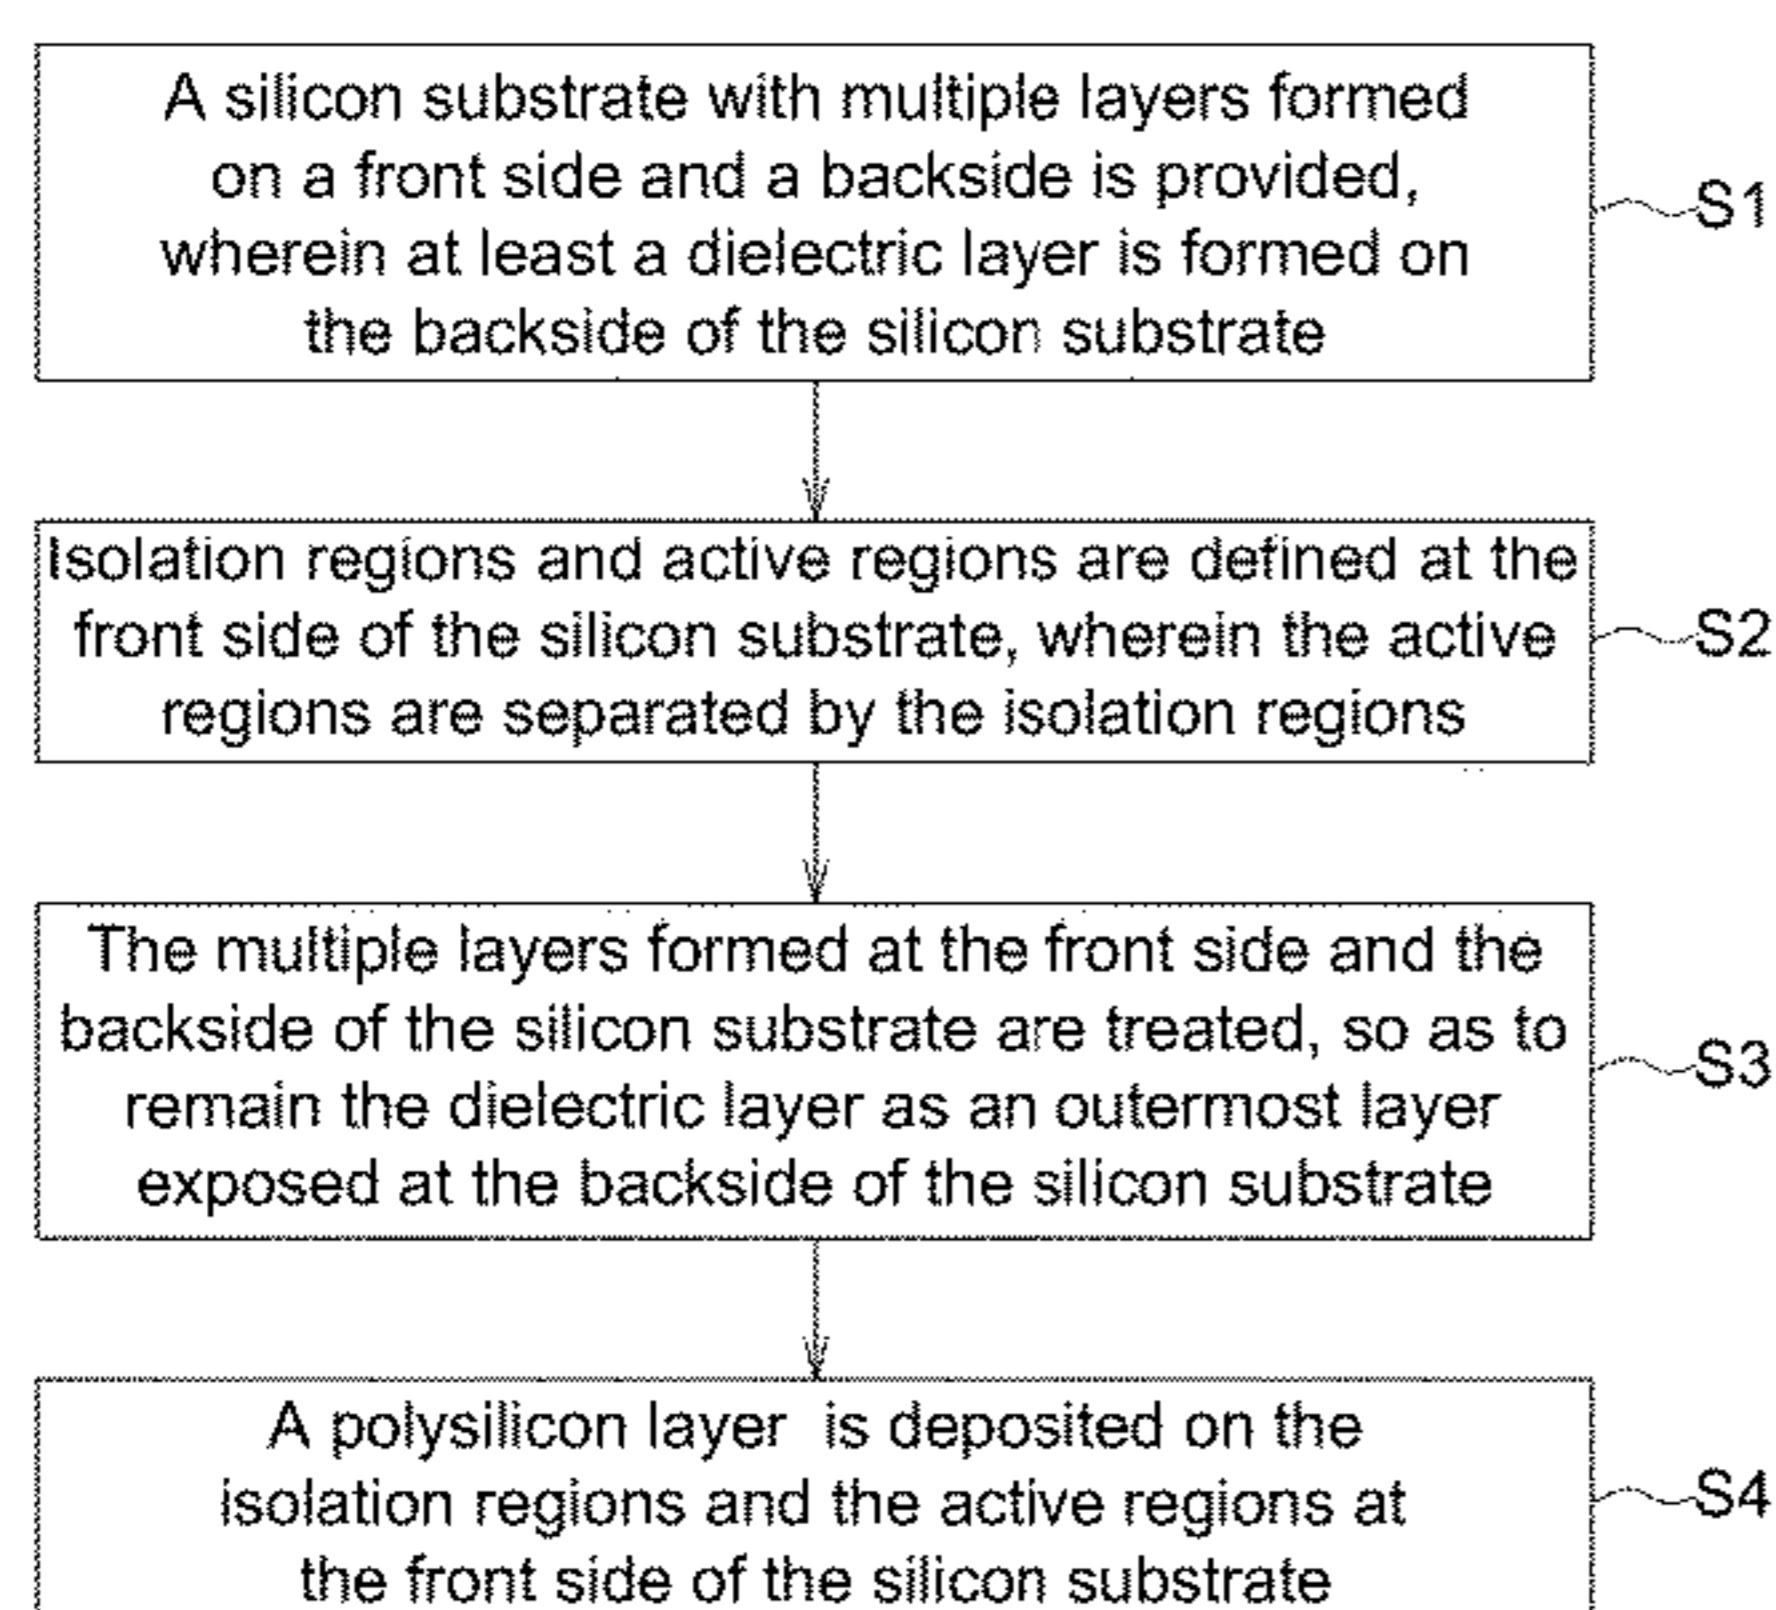 A silicon substrate with multiple layers formed
on a front side and a backside is provided,
wherein at least a dielectric layer is formed on
the backside of the silicon substrate
S1
Isolation regions and active regions are defined at the
front side of the silicon substrate, wherein the active
regions are separated by the isolation regions
S2
The multiple layers formed at the front side and the
backside of the silicon substrate are treated, so as to
remain the dielectric layer as an outermost layer
exposed at the backside of the silicon substrate
S3
A polysilicon layer is deposited on the
isolation regions and the active regions at
the front side of the silicon substrate
S4